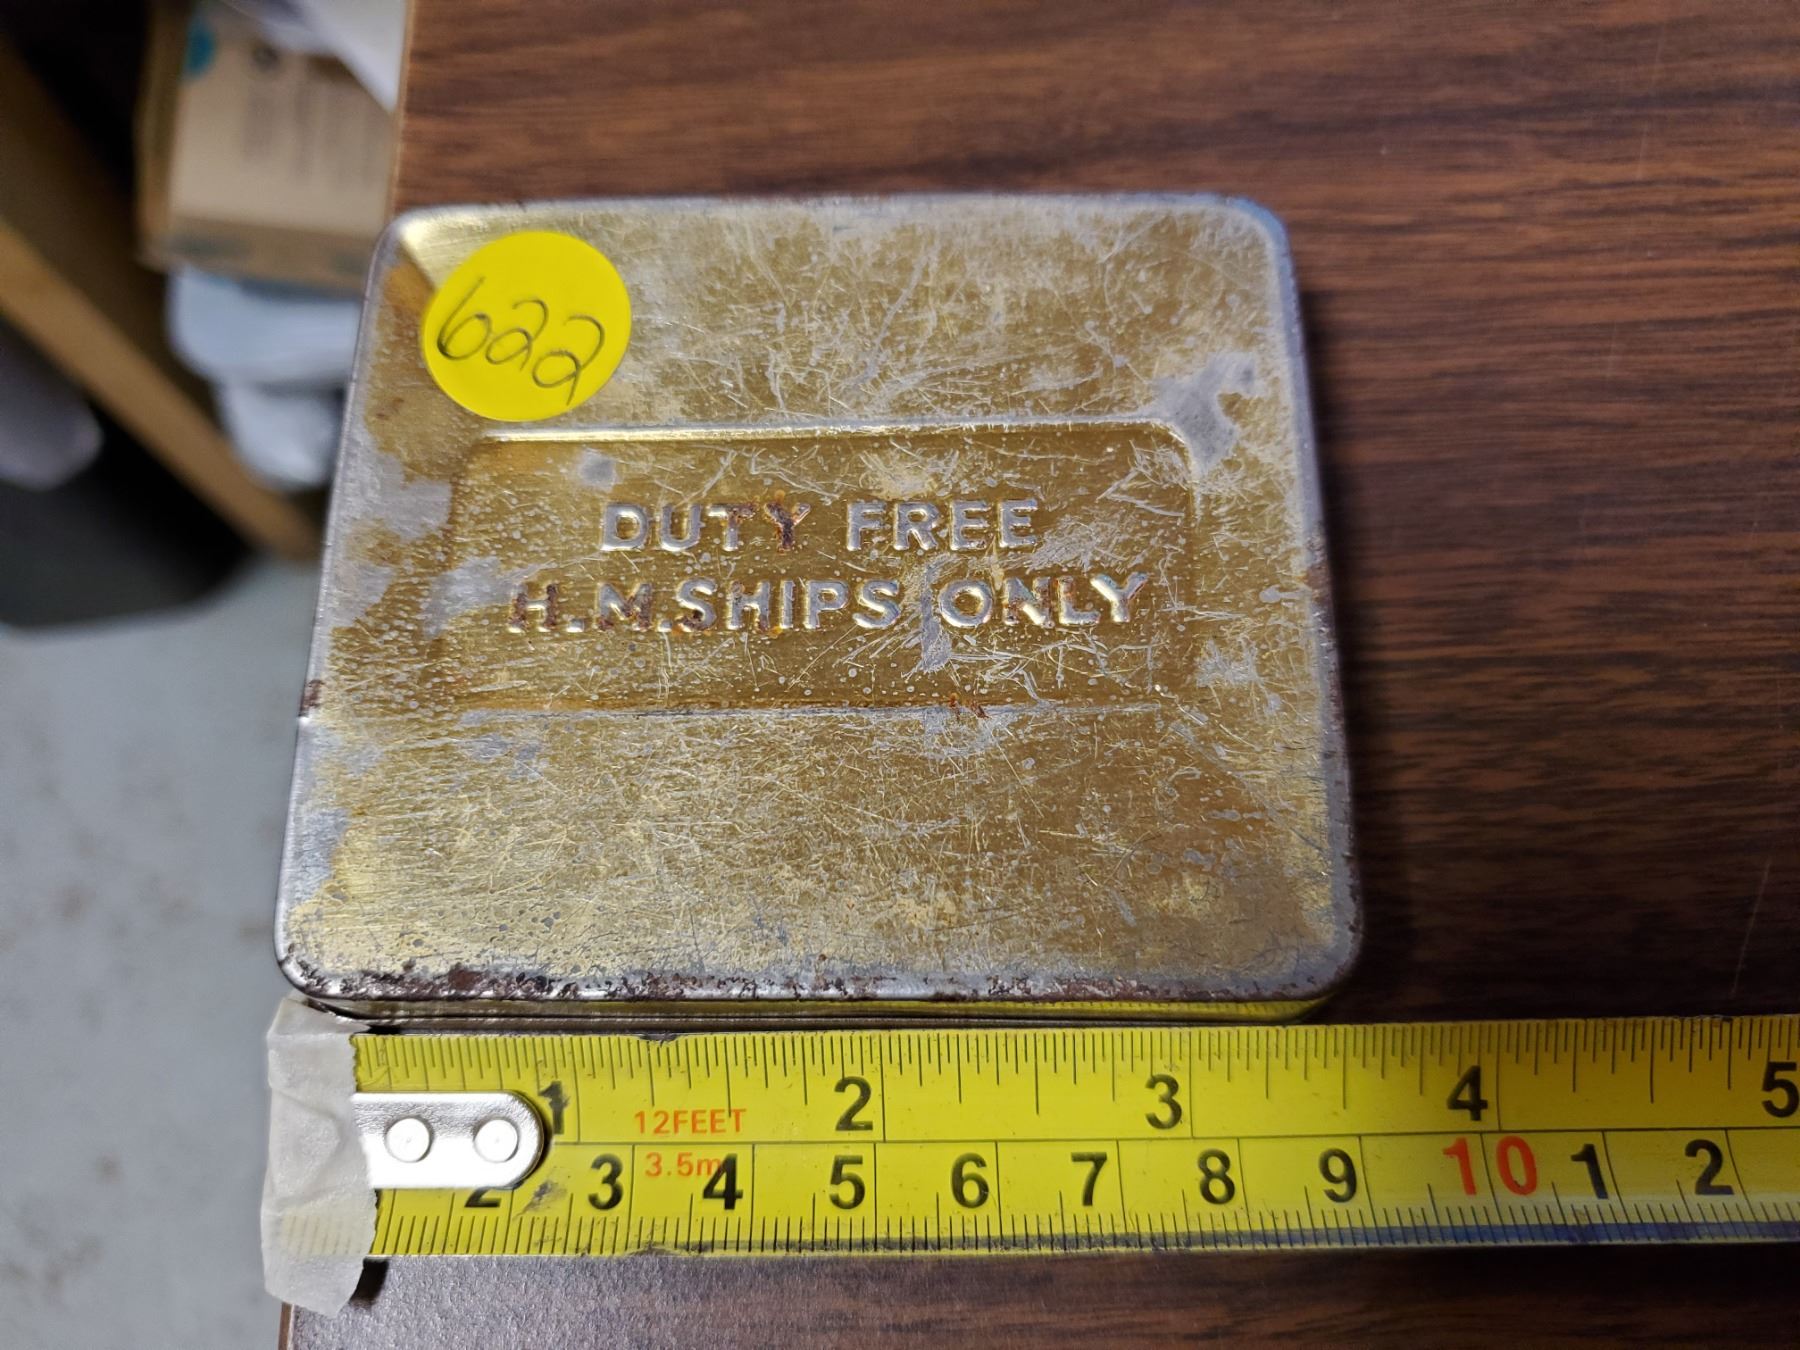 622
DUTY FREE
H.M.SHIPS ONLY
1 2 3 4 5
12FEET
3.5m
2 3 4 5 6 7 8 9 10 1 2